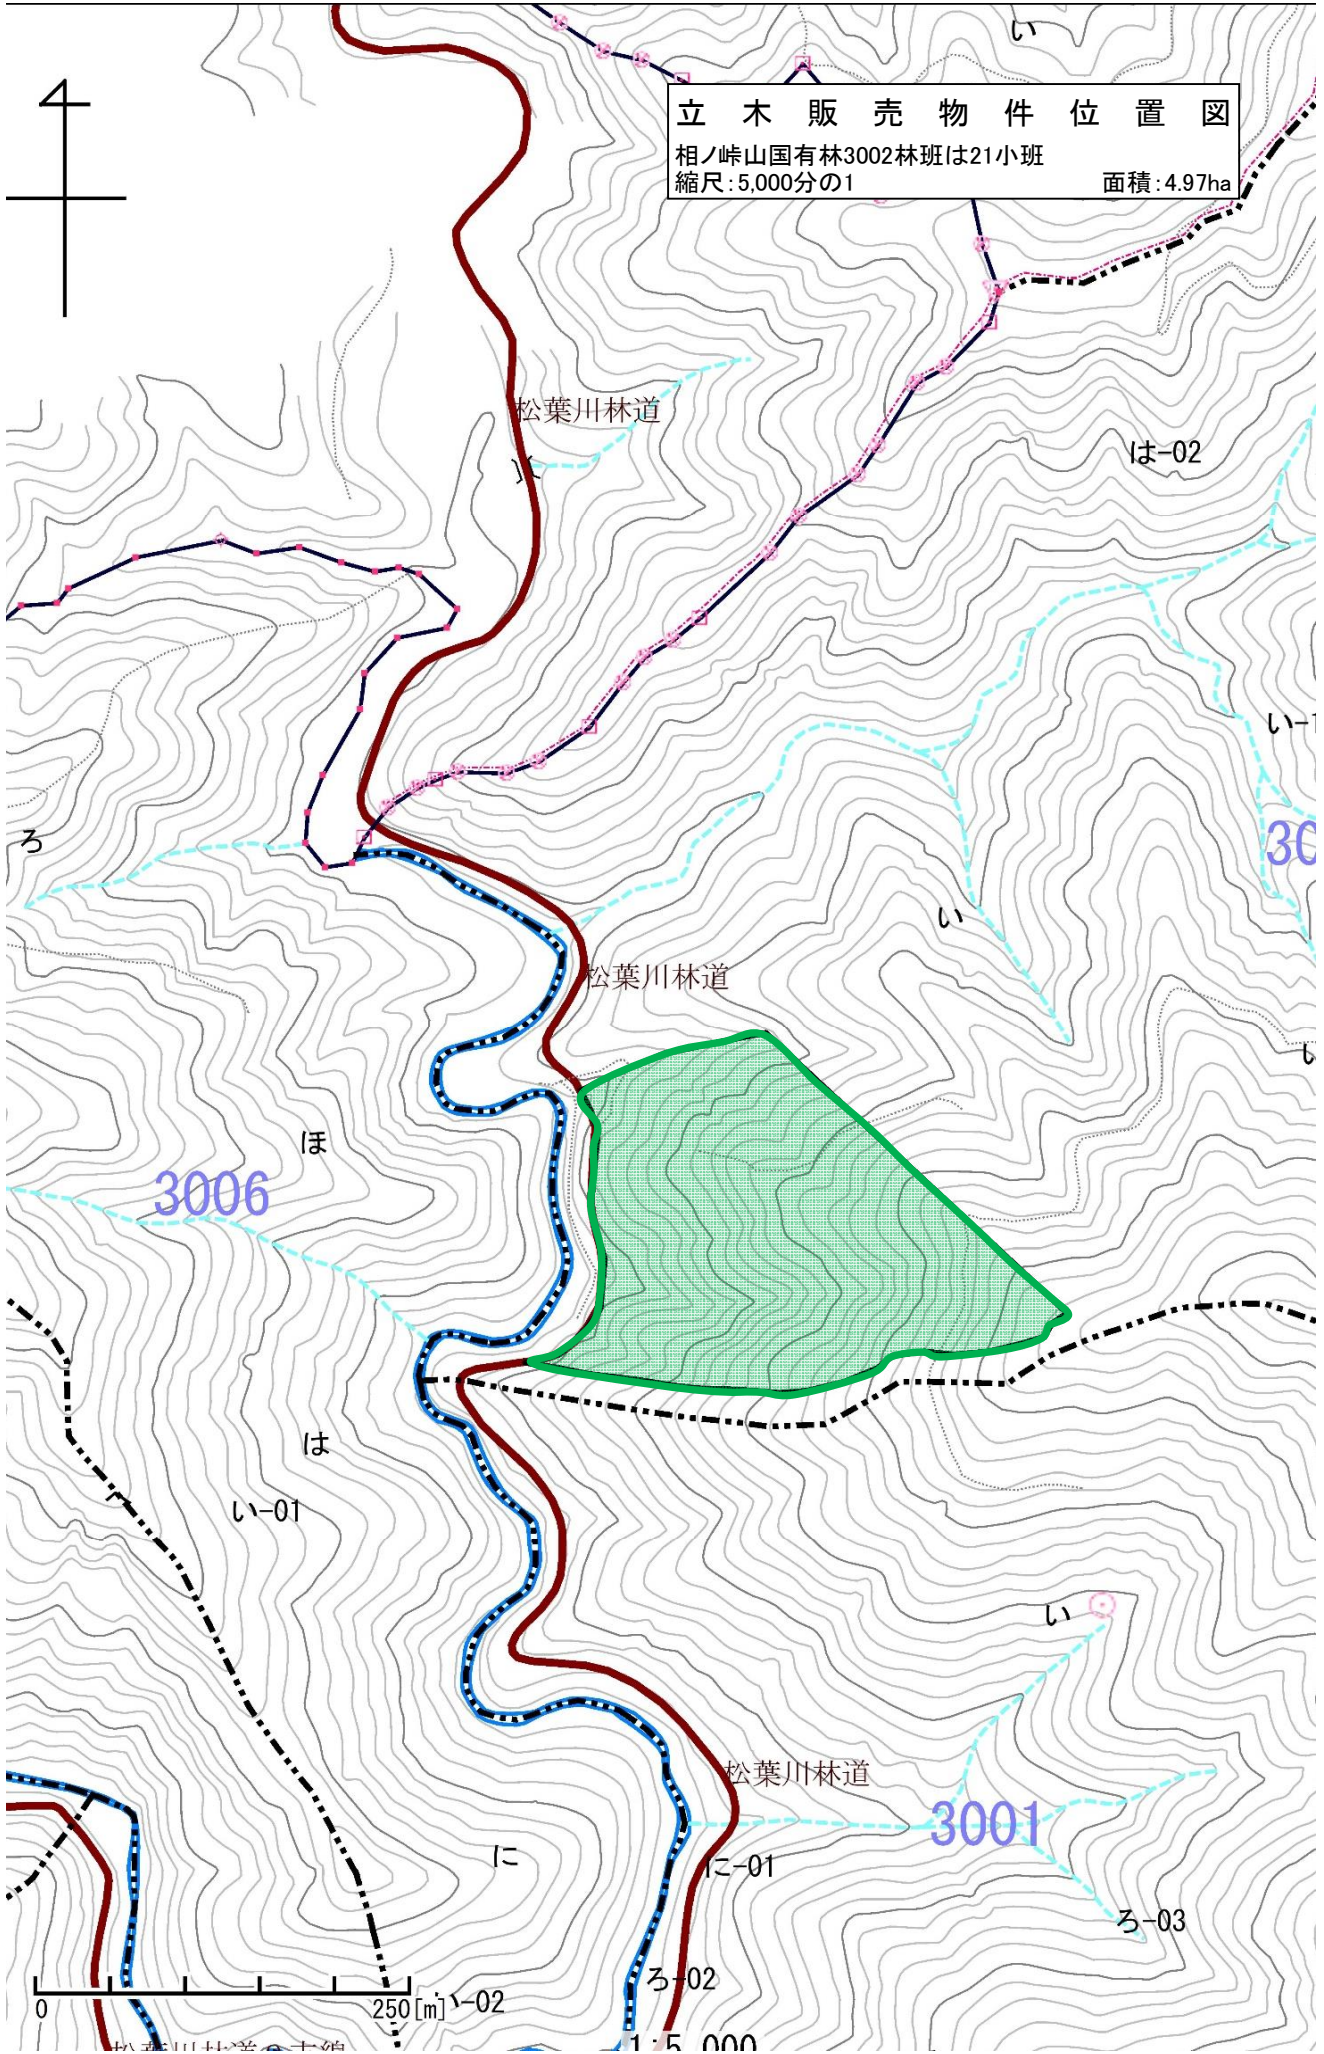 い
立木販売物件位置図
相ノ峠山国有林3002林班は21小班
縮尺:5,000分の1 面積:4.97ha
松葉川林道
は-02
い-1
ろ
30
い
松葉川林道
ほ
3006
は
い-01
い
松葉川林道
3001
に
に-01
ろ-03
ろ-02
0 250[m]
い-02
1:5,000